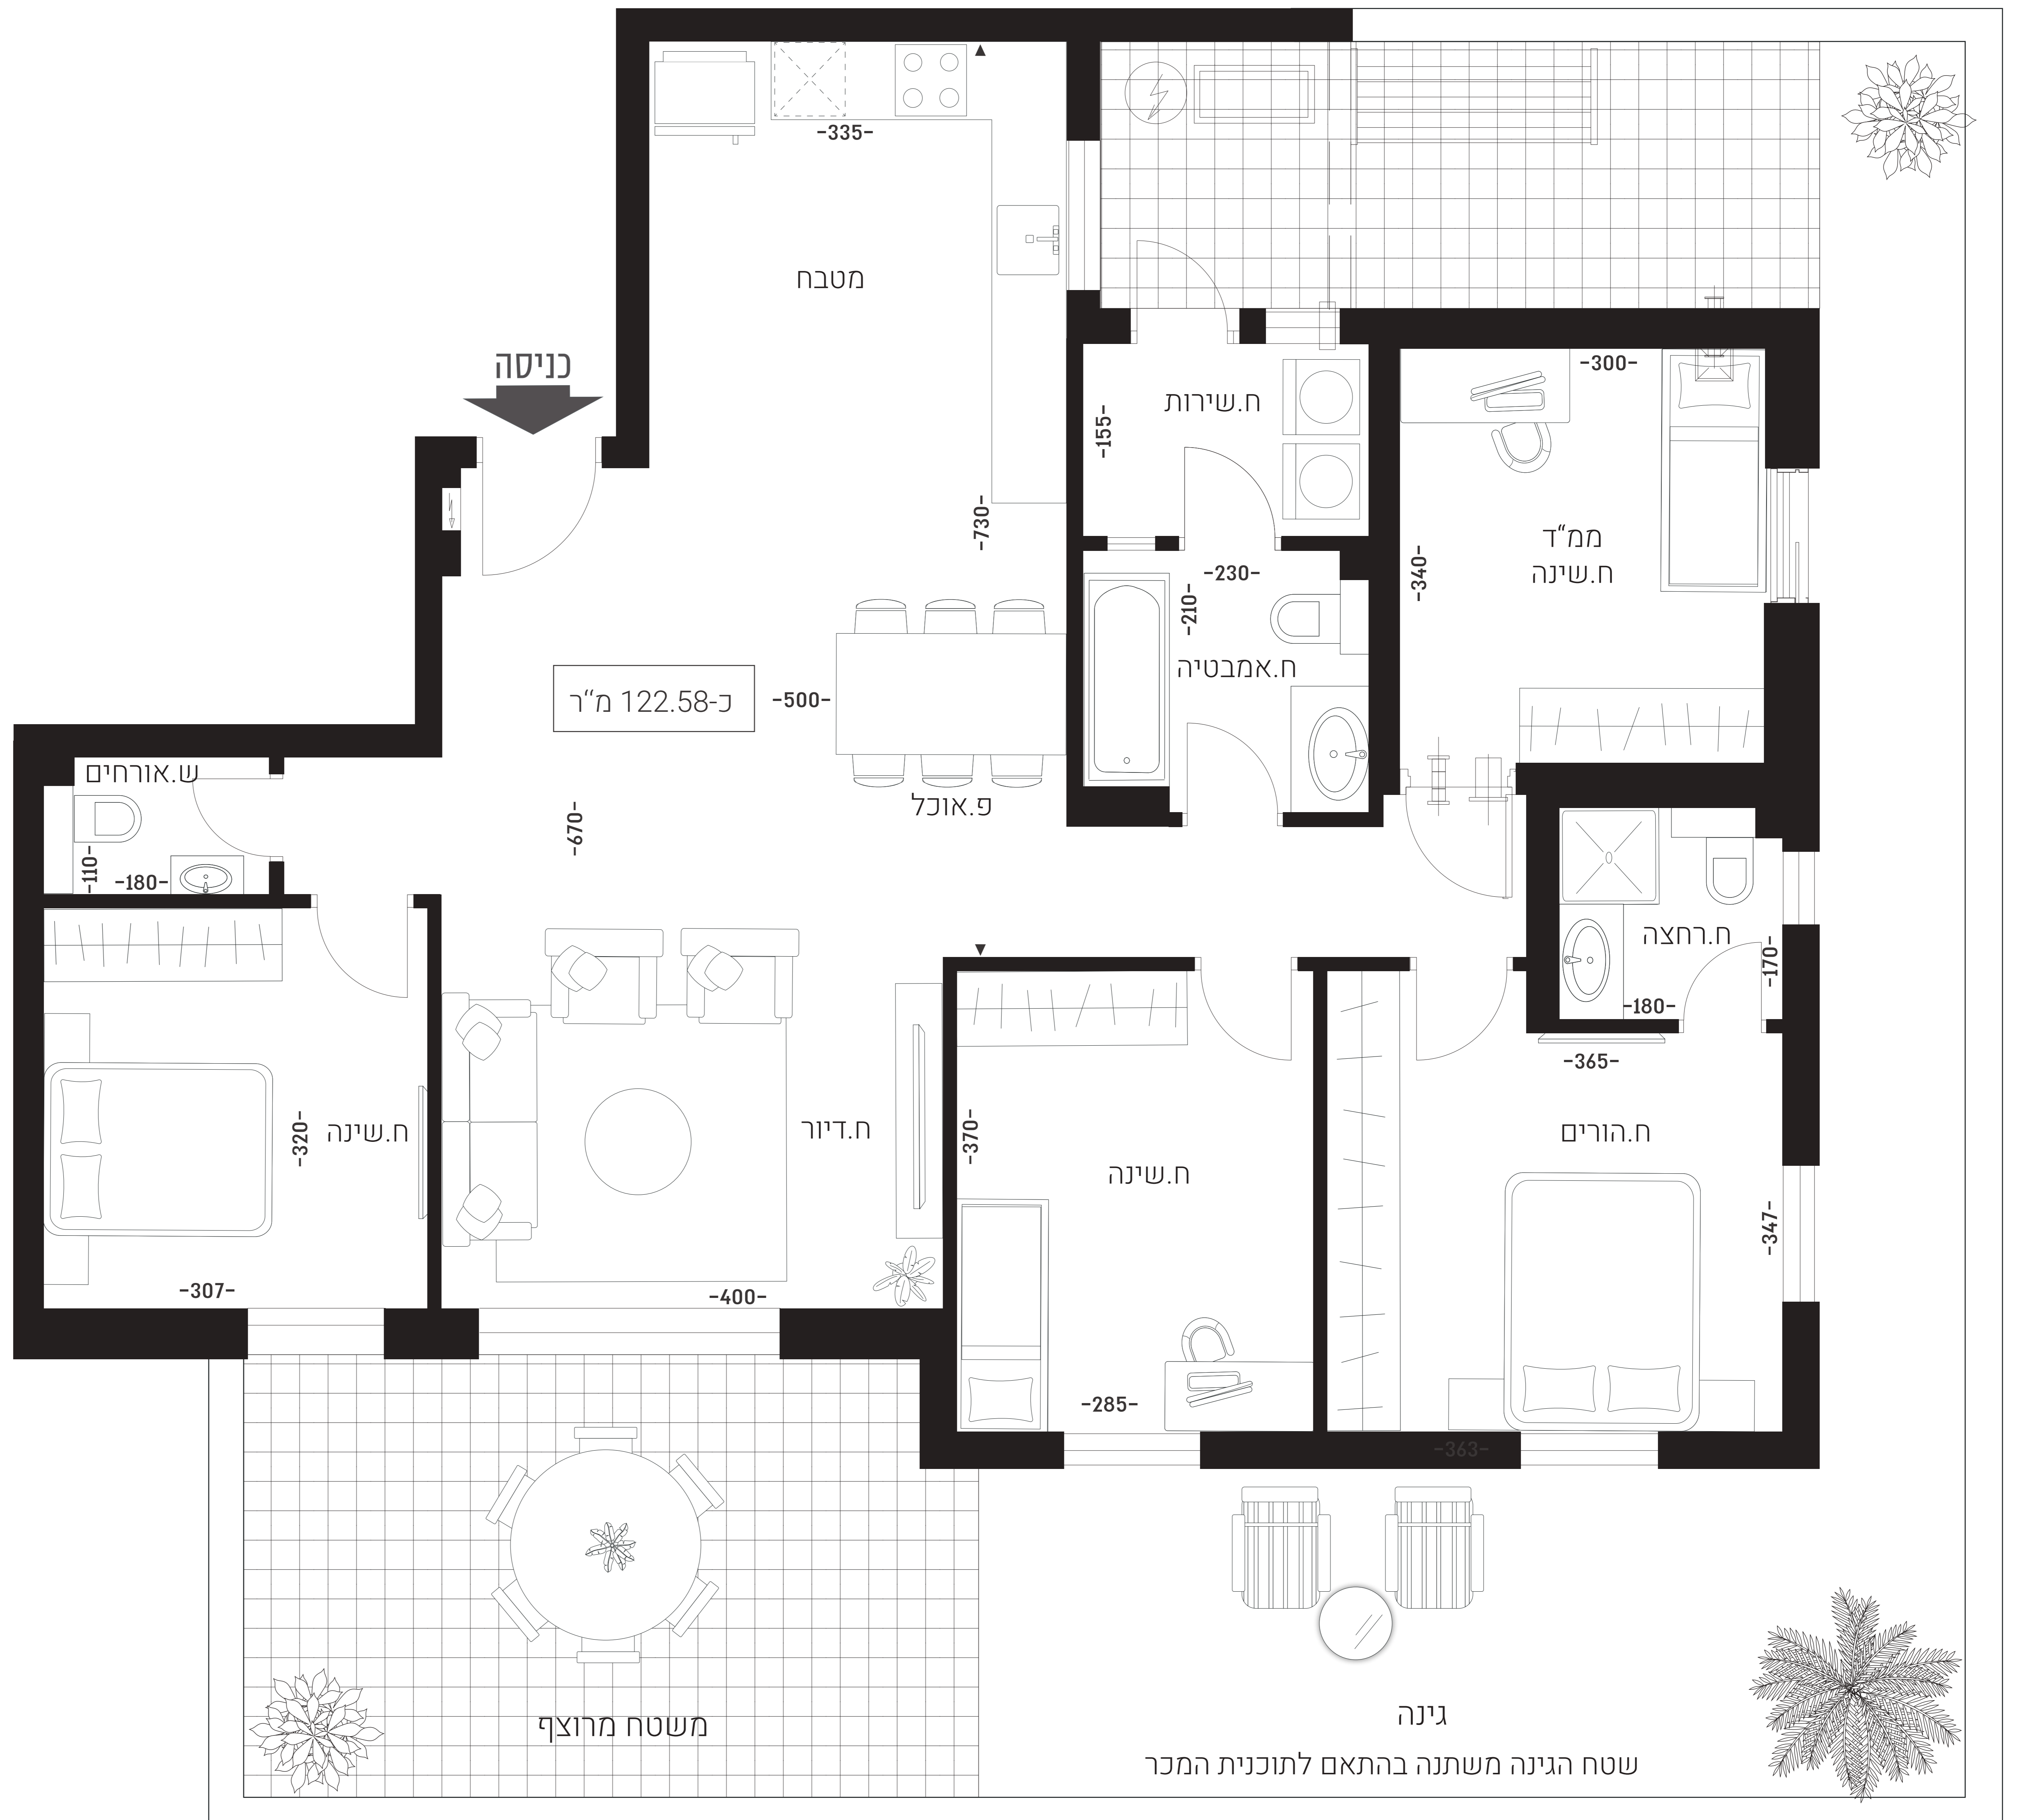 -335-
מטבח
כניסה
-300-
ח.שירות
-155-
-730-
ממ"ד
ח.שינה
-340-
-230-
-210-
ח.אמבטיה
כ-122.58 מ"ר
-500-
ש.אורחים
פ.אוכל
-670-
-110-
-180-
ח.רחצה
-170-
-180-
-365-
ח.שינה
-320-
ח.דיור
-370-
ח.שינה
ח.הורים
-347-
-307-
-400-
-285-
-363-
משטח מרוצף
גינה
שטח הגינה משתנה בהתאם לתוכנית המכר